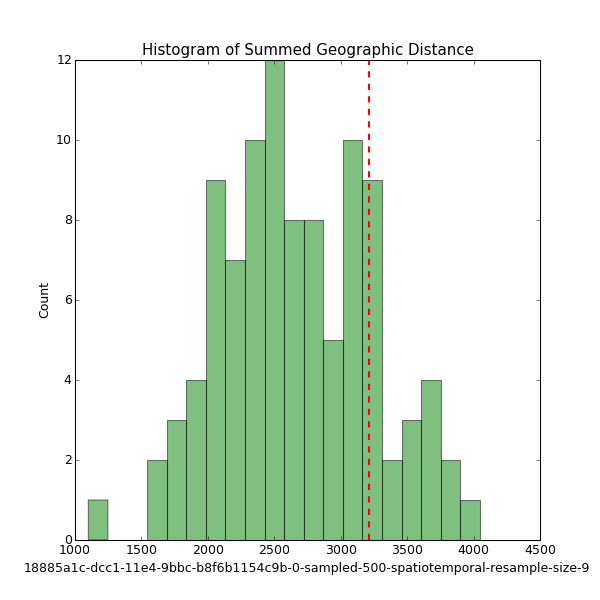 Histogram of Summed Geographic Distance
12
10
8
6
4
2
0
Count
1000 1500 2000 2500 3000 3500 4000 4500
18885a1c-dcc1-11e4-9bbc-b8f6b1154c9b-0-sampled-500-spatiotemporal-resample-size-9